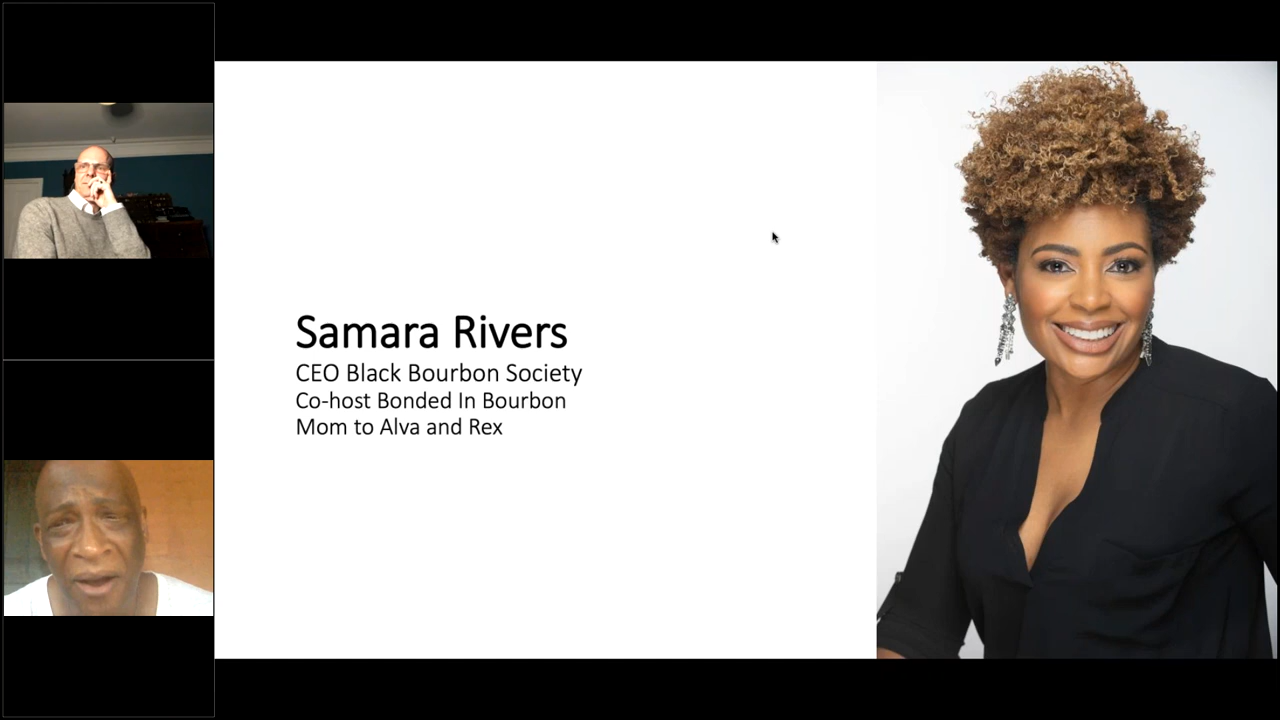 Samara Rivers
CEO Black Bourbon Society
Co-host Bonded In Bourbon
Mom to Alva and Rex